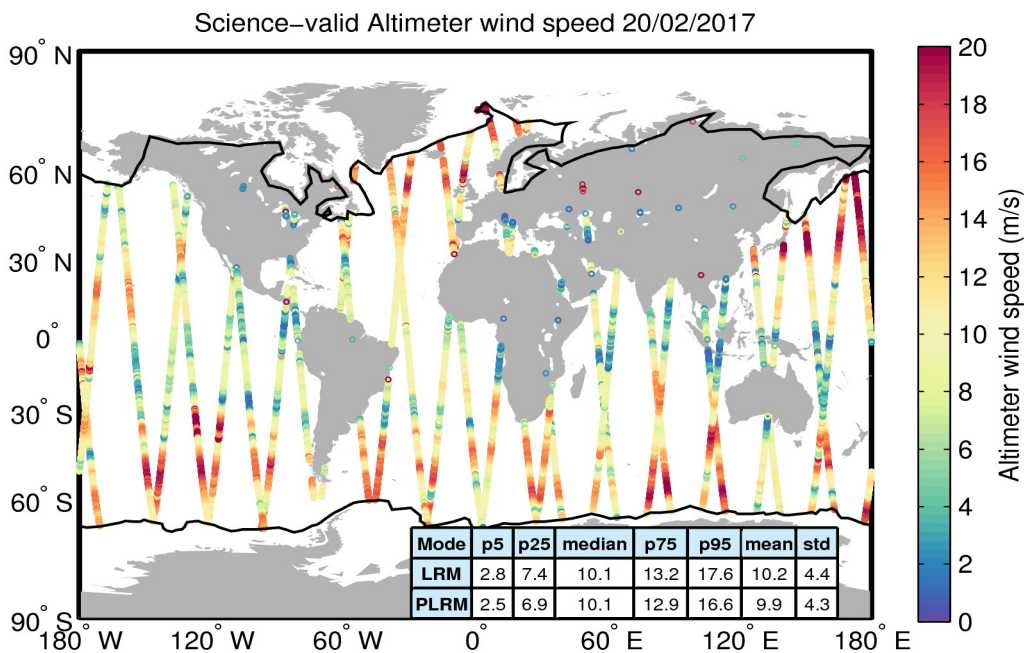 Science−valid Altimeter wind speed 20/02/2017
90° N
60° N
30° N
0°
30° S
60° S
90° S
180° W
120° W
60° W
0°
60° E
120° E
180° E
Mode p5 p25 median p75 p95 mean std
LRM 2.8 7.4 10.1 13.2 17.6 10.2 4.4
PLRM 2.5 6.9 10.1 12.9 16.6 9.9 4.3
20
18
16
14
12
10
8
6
4
2
0
Altimeter wind speed (m/s)